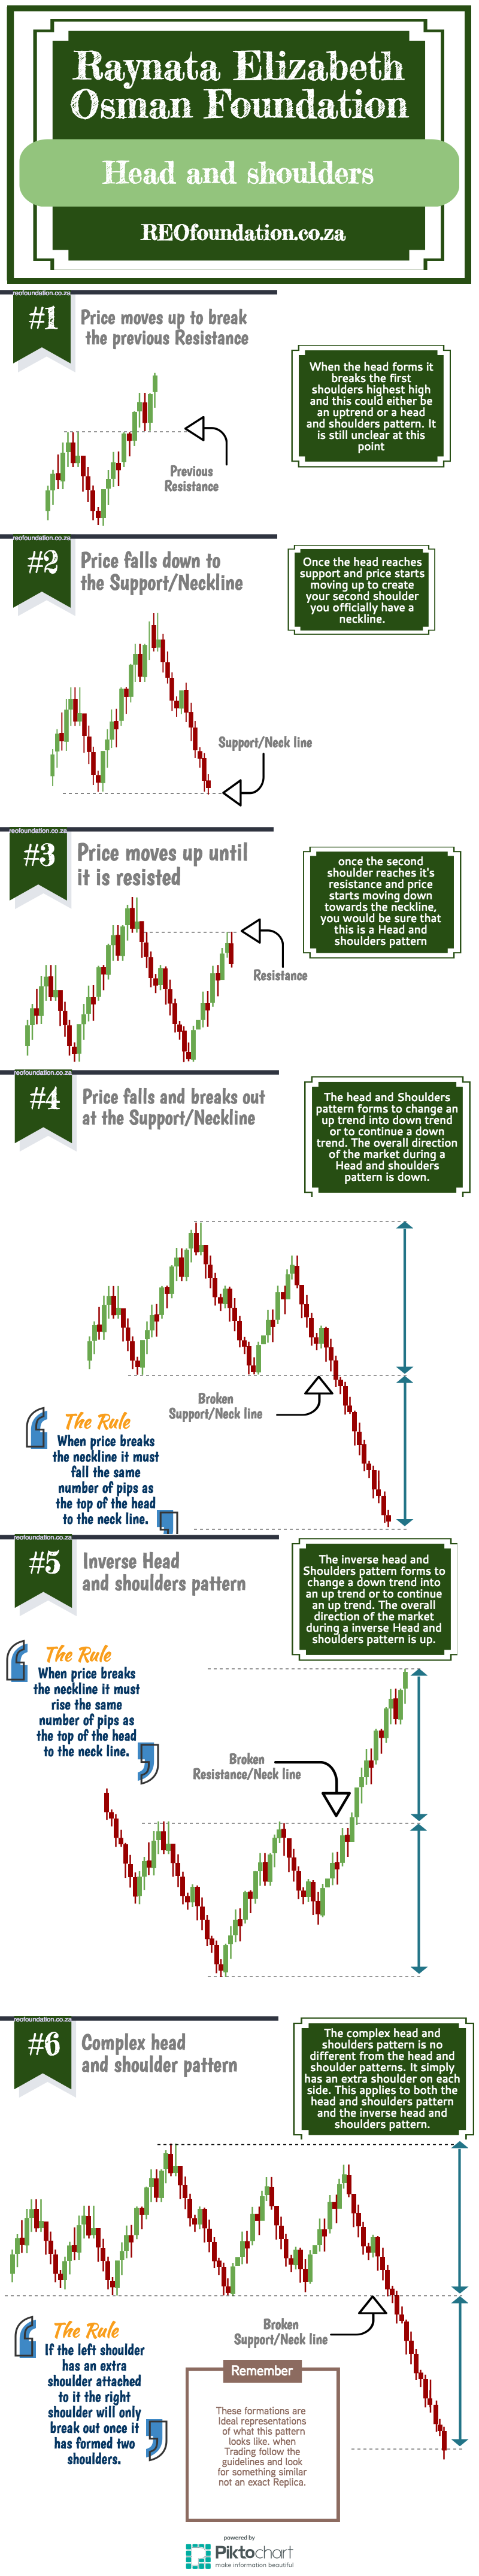 Raynata Elizabeth
Osman Foundation
Head and shoulders
REOfoundation.co.za
reofoundation.co.za
#1
Price moves up to break
the previous Resistance
When the head forms it
breaks the first
shoulders highest high
and this could either be
an uptrend or a head
and shoulders pattern. It
is still unclear at this
point
Previous
Resistance
reofoundation.co.za
#2
Price falls down to
the Support/Neckline
Once the head reaches
support and price starts
moving up to create
your second shoulder
you officially have a
neckline.
Support/Neck line
reofoundation.co.za
#3
Price moves up until
it is resisted
once the second
shoulder reaches it's
resistance and price
starts moving down
towards the neckline,
you would be sure that
this is a Head and
shoulders pattern
Resistance
reofoundation.co.za
#4
Price falls and breaks out
at the Support/Neckline
The head and Shoulders
pattern forms to change an
up trend into down trend
or to continue a down
trend. The overall direction
of the market during a
Head and shoulders
pattern is down.
Broken
Support/Neck line
The Rule
When price breaks
the neckline it must
fall the same
number of pips as
the top of the head
to the neck line.
reofoundation.co.za
#5
Inverse Head
and shoulders pattern
The inverse head and
Shoulders pattern forms to
change a down trend into
an up trend or to continue
an up trend. The overall
direction of the market
during a inverse Head and
shoulders pattern is up.
The Rule
When price breaks
the neckline it must
rise the same
number of pips as
the top of the head
to the neck line.
Broken
Resistance/Neck line
reofoundation.co.za
#6
Complex head
and shoulder pattern
The complex head and
shoulders pattern is no
different from the head and
shoulder patterns. It simply
has an extra shoulder on each
side. This applies to both the
head and shoulders pattern
and the inverse head and
shoulders pattern.
Broken
Support/Neck line
The Rule
If the left shoulder
has an extra
shoulder attached
to it the right
shoulder will only
break out once it
has formed two
shoulders.
Remember
These formations are
Ideal representations
of what this pattern
looks like. when
Trading follow the
guidelines and look
for something similar
not an exact Replica.
powered by
Piktochart
make information beautiful